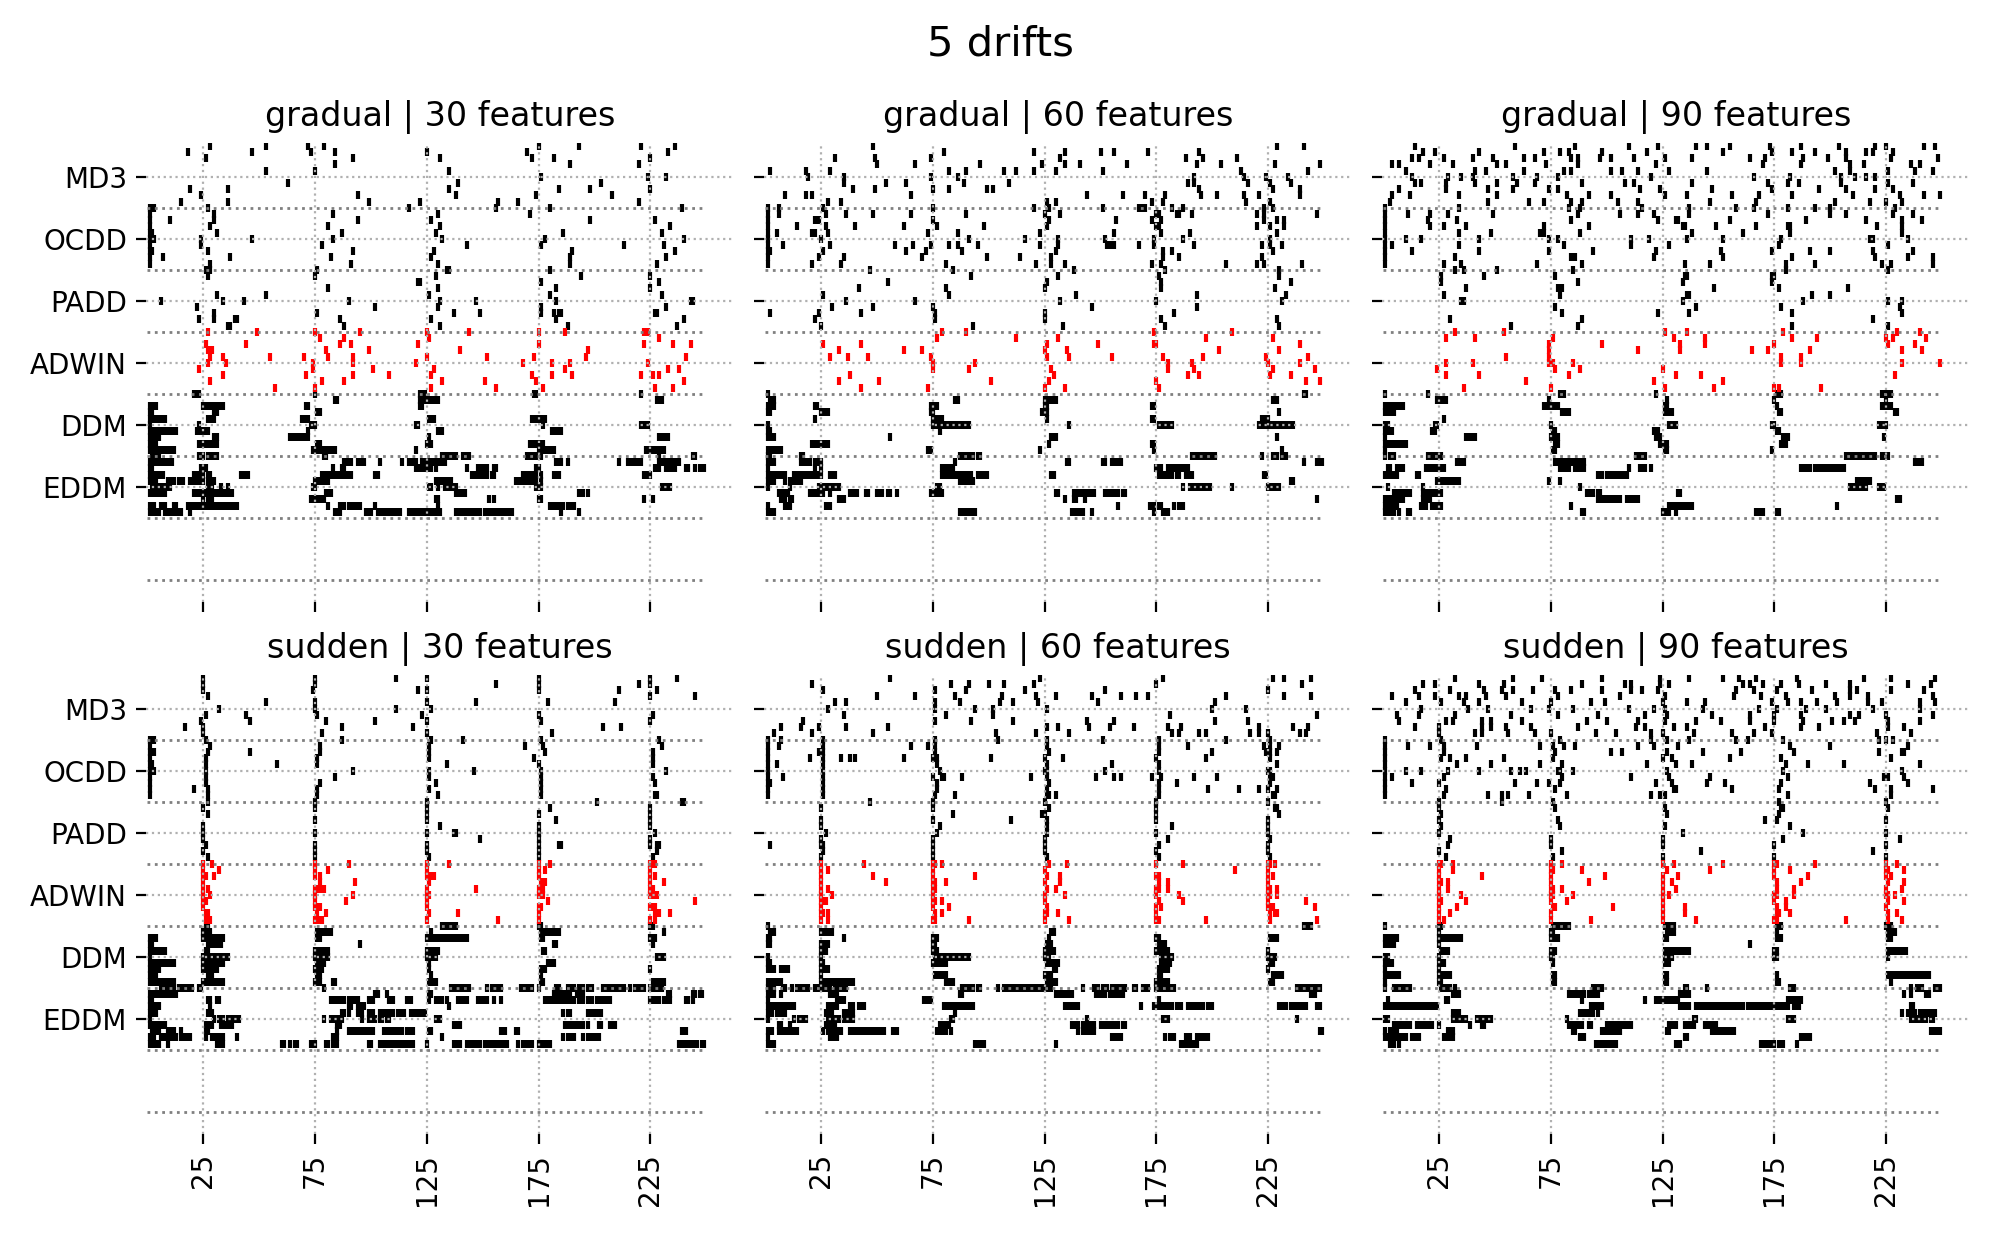 5 drifts
gradual | 30 features
gradual | 60 features
gradual | 90 features
MD3
OCDD
PADD
ADWIN
DDM
EDDM
sudden | 30 features
sudden | 60 features
sudden | 90 features
MD3
OCDD
PADD
ADWIN
DDM
EDDM
25 75 125 175 225
25 75 125 175 225
25 75 125 175 225